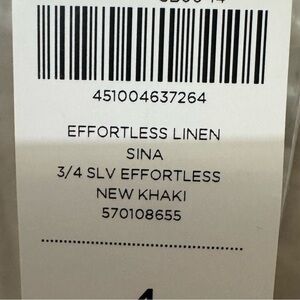 451004637264
EFFORTLESS LINEN
SINA
3/4 SLV EFFORTLESS
NEW KHAKI
570108655